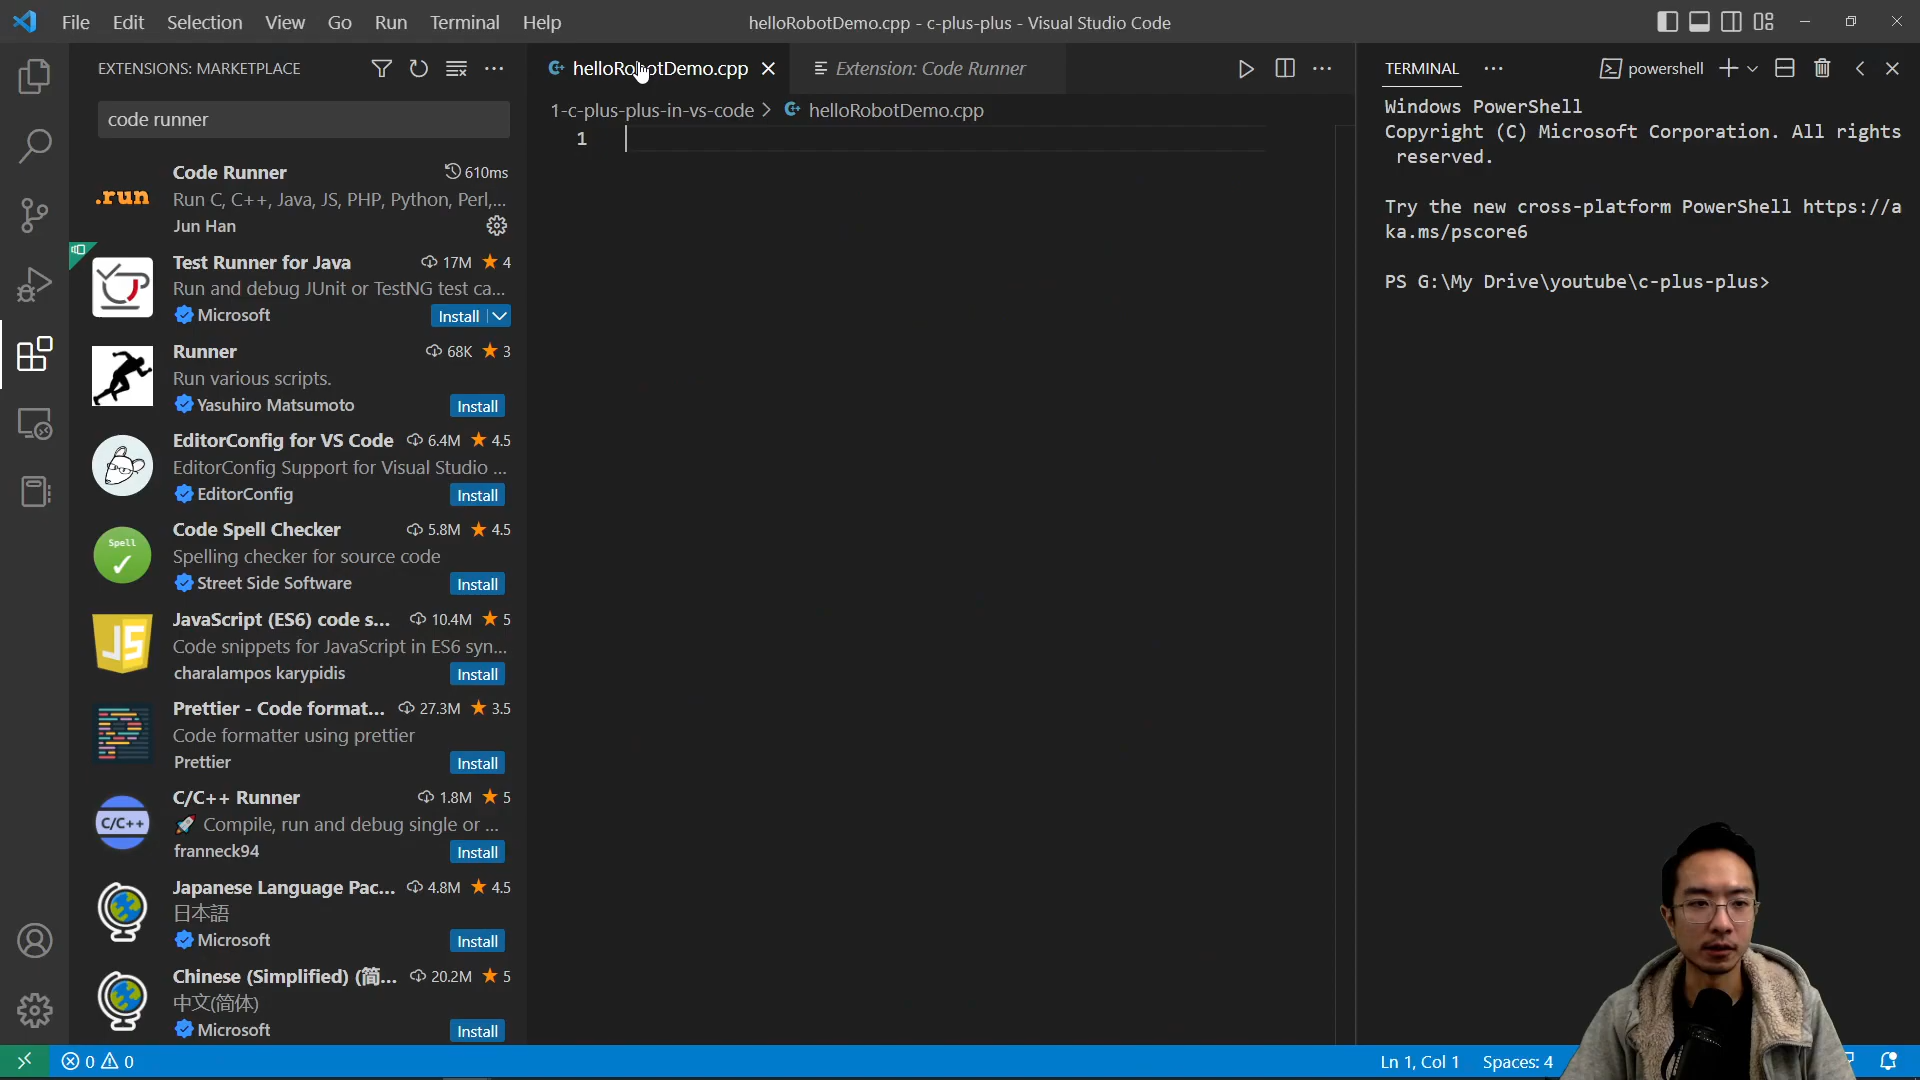 File Edit Selection View Go Run Terminal Help
helloRobotDemo.cpp - c-plus-plus - Visual Studio Code
EXTENSIONS: MARKETPLACE
code runner
Code Runner 610ms
Run C, C++, Java, JS, PHP, Python, Perl,...
Jun Han
.run
Test Runner for Java 17M 4
Run and debug JUnit or TestNG test ca...
Microsoft Install
Runner 68K 3
Run various scripts.
Yasuhiro Matsumoto Install
EditorConfig for VS Code 6.4M 4.5
EditorConfig Support for Visual Studio ...
EditorConfig Install
Code Spell Checker 5.8M 4.5
Spell
Spelling checker for source code
Street Side Software Install
JavaScript (ES6) code s... 10.4M 5
JS
Code snippets for JavaScript in ES6 syn...
charalampos karypidis Install
Prettier - Code format... 27.3M 3.5
Code formatter using prettier
Prettier Install
C/C++ Runner 1.8M 5
C/C++
Compile, run and debug single or ...
franneck94 Install
Japanese Language Pac... 4.8M 4.5
日本語
Microsoft Install
Chinese (Simplified) (简... 20.2M 5
中文(简体)
Microsoft Install
helloRobotDemo.cpp Extension: Code Runner
1-c-plus-plus-in-vs-code > helloRobotDemo.cpp
1
TERMINAL powershell
Windows PowerShell
Copyright (C) Microsoft Corporation. All rights
reserved.
Try the new cross-platform PowerShell https://a
ka.ms/pscore6
PS G:\My Drive\youtube\c-plus-plus>
0 0
Ln 1, Col 1 Spaces: 4